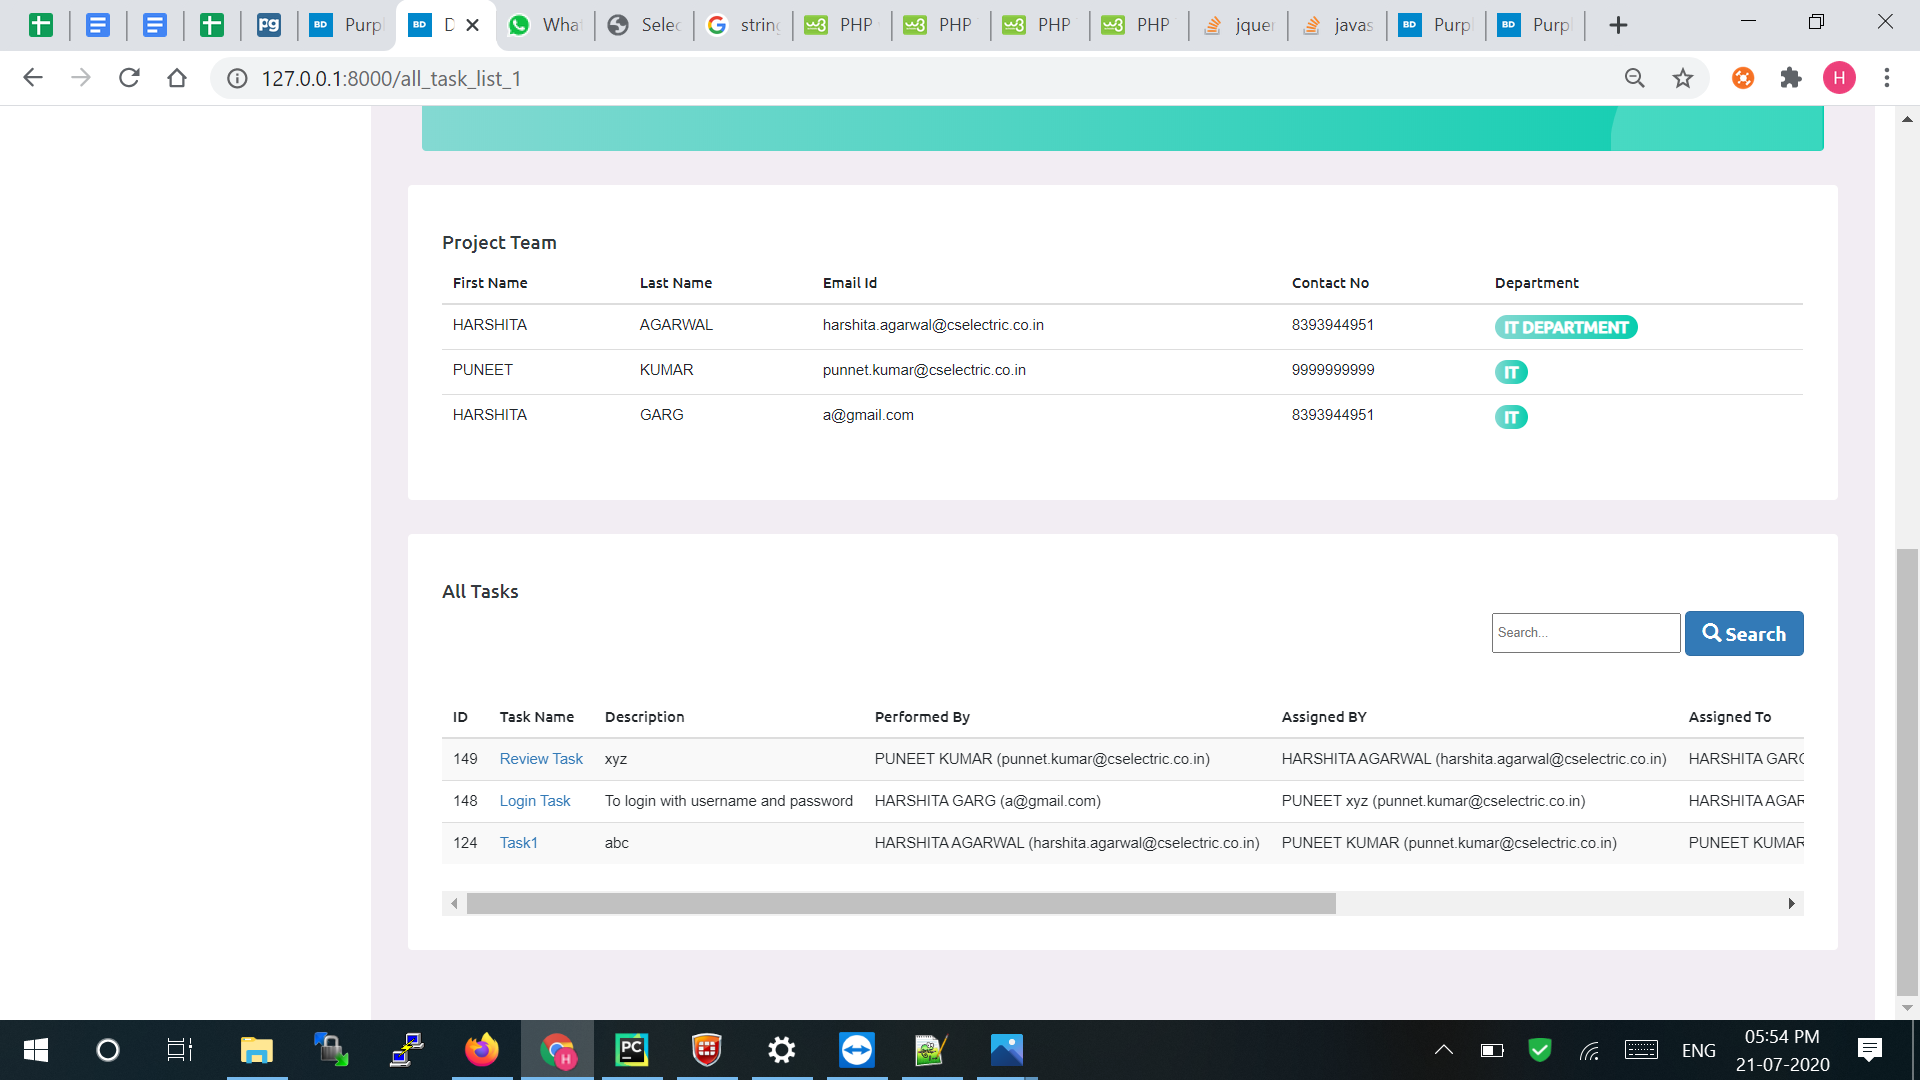 pg BD Purp BD D What Selec string PHP PHP PHP PHP jquer javas BD Purp BD Purp
127.0.0.1:8000/all_task_list_1 H
Project Team
First Name Last Name Email Id Contact No Department
HARSHITA AGARWAL harshita.agarwal@cselectric.co.in 8393944951 IT DEPARTMENT
PUNEET KUMAR punnet.kumar@cselectric.co.in 9999999999 IT
HARSHITA GARG a@gmail.com 8393944951 IT
All Tasks
Search... Search
ID Task Name Description Performed By Assigned BY Assigned To
149 Review Task xyz PUNEET KUMAR (punnet.kumar@cselectric.co.in) HARSHITA AGARWAL (harshita.agarwal@cselectric.co.in) HARSHITA GARG
148 Login Task To login with username and password HARSHITA GARG (a@gmail.com) PUNEET xyz (punnet.kumar@cselectric.co.in) HARSHITA AGAR
124 Task1 abc HARSHITA AGARWAL (harshita.agarwal@cselectric.co.in) PUNEET KUMAR (punnet.kumar@cselectric.co.in) PUNEET KUMAR
H PC ENG 05:54 PM
21-07-2020